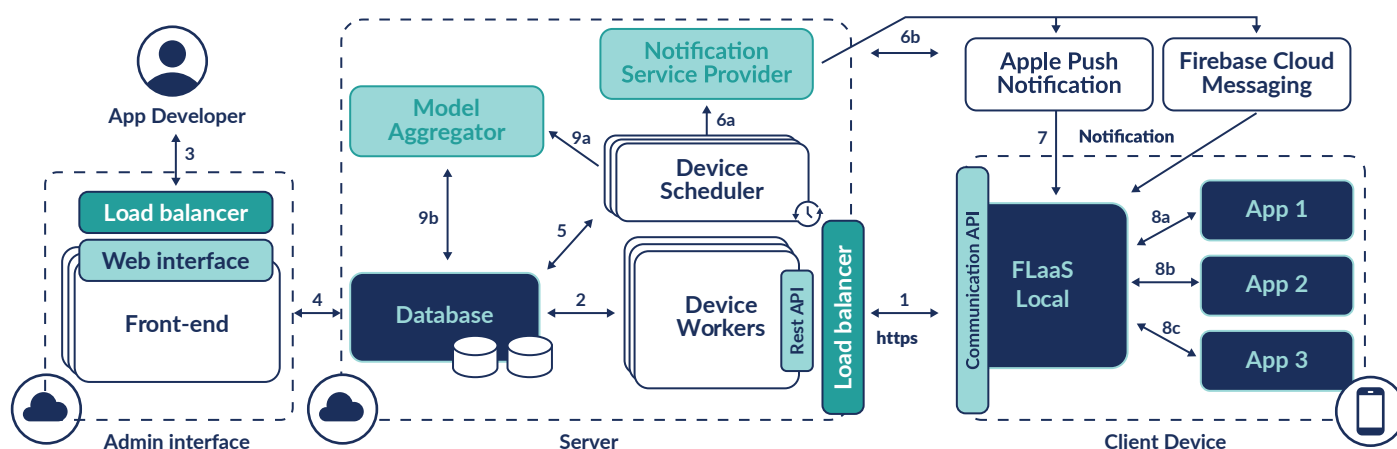 App Developer
3
Load balancer
Web interface
Front-end
Admin interface
4
Notification
Service Provider
Model
Aggregator
9a
6a
Device
Scheduler
9b
5
Database
2
Device
Workers
Rest API
Load balancer
Server
6b
1
https
Apple Push
Notification
Firebase Cloud
Messaging
7
Notification
Communication API
FLaaS
Local
8a
App 1
8b
App 2
8c
App 3
Client Device